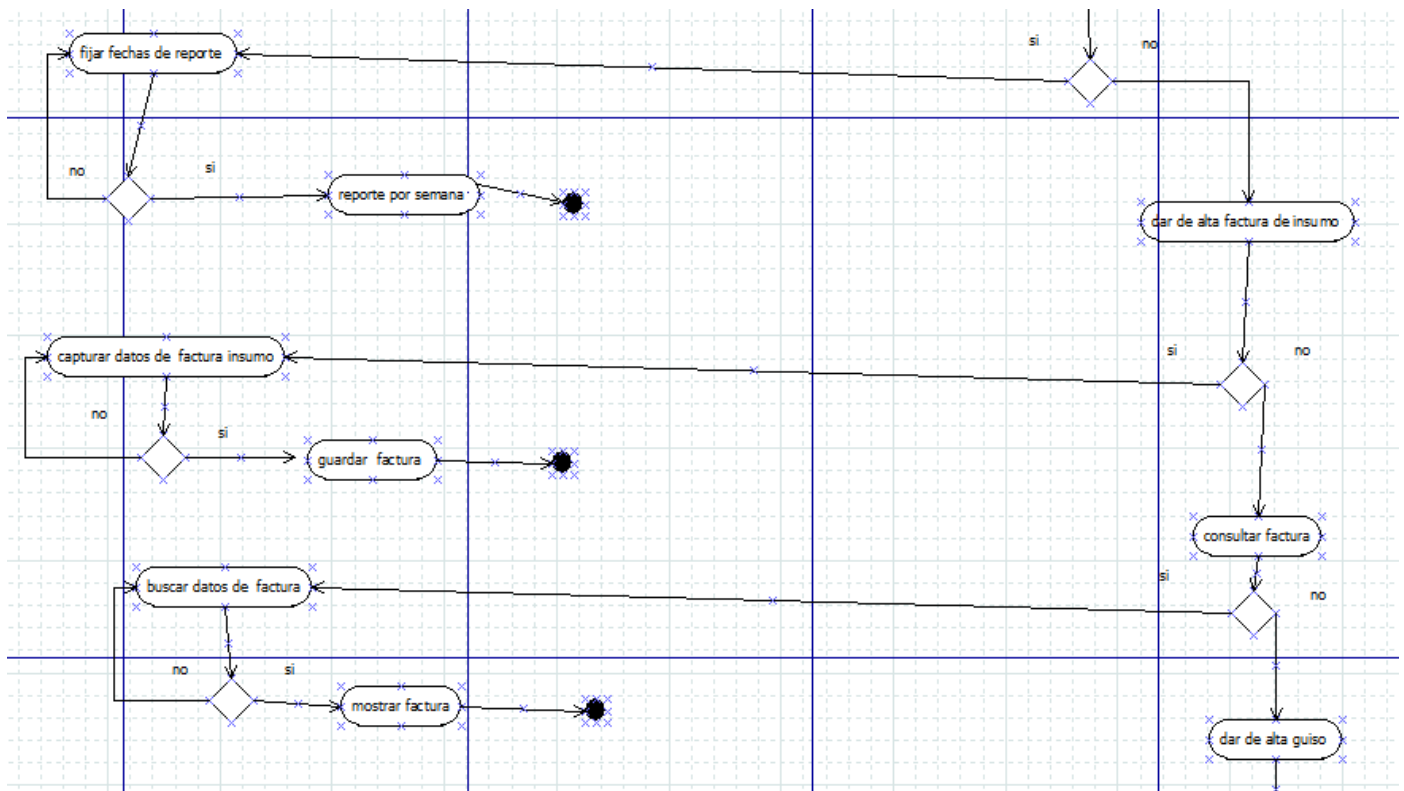 si
no
fijar fechas de reporte
no
si
reporte por semana
dar de alta factura de insumo
si
no
capturar datos de factura insumo
no
si
guardar factura
consultar factura
si
no
buscar datos de factura
no
si
mostrar factura
dar de alta guiso